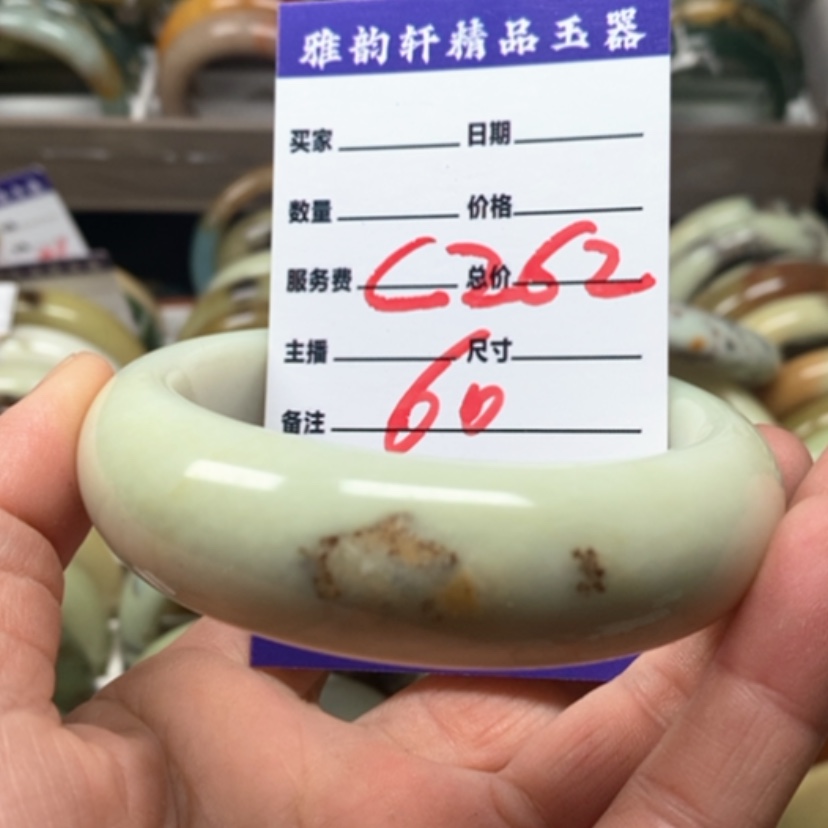 雅韵轩精品玉器
买家 日期
数量 价格
服务费 总价
C262
主播 尺寸
60
备注